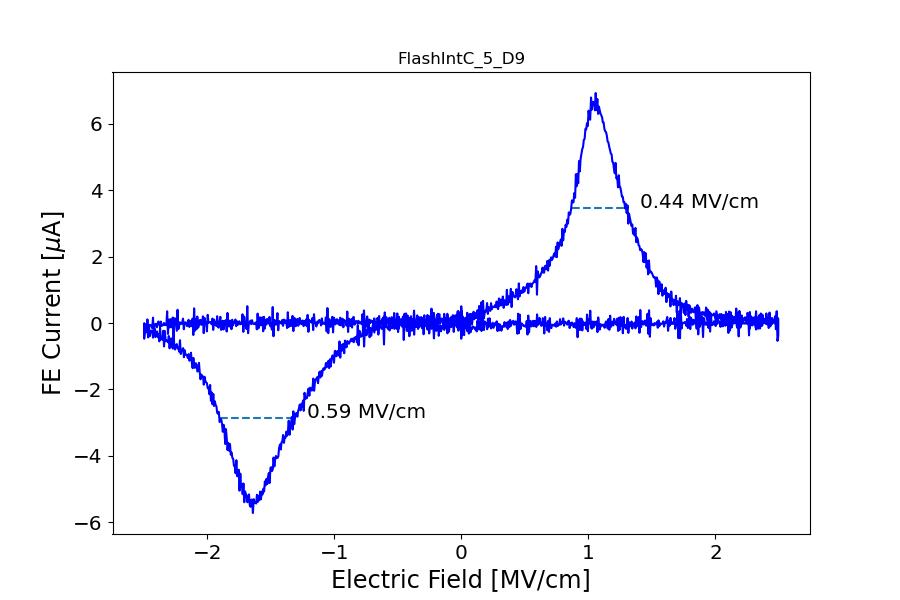 FlashIntC_5_D9
FE Current [μA]
6
4
2
0
−2
−4
−6
0.44 MV/cm
0.59 MV/cm
−2
−1
0
1
2
Electric Field [MV/cm]